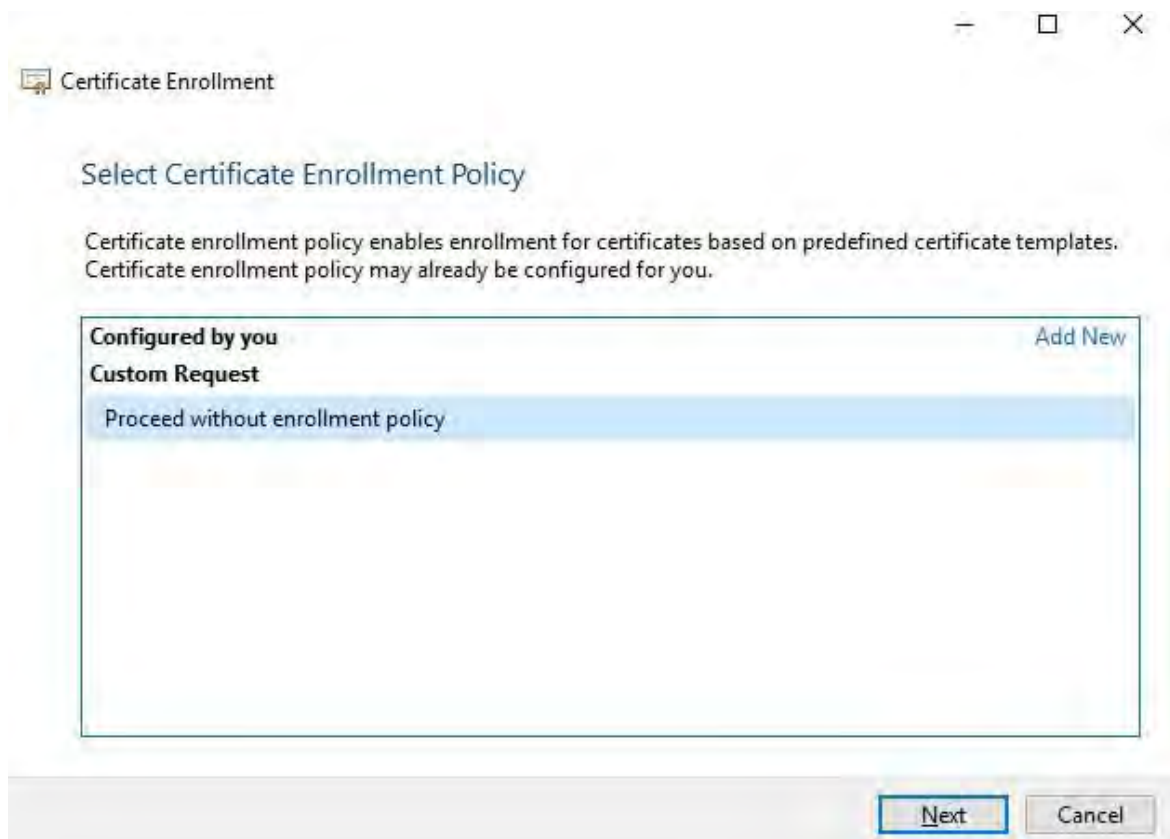 Certificate Enrollment
Select Certificate Enrollment Policy
Certificate enrollment policy enables enrollment for certificates based on predefined certificate templates.
Certificate enrollment policy may already be configured for you.
Configured by you Add New
Custom Request
Proceed without enrollment policy
Next Cancel